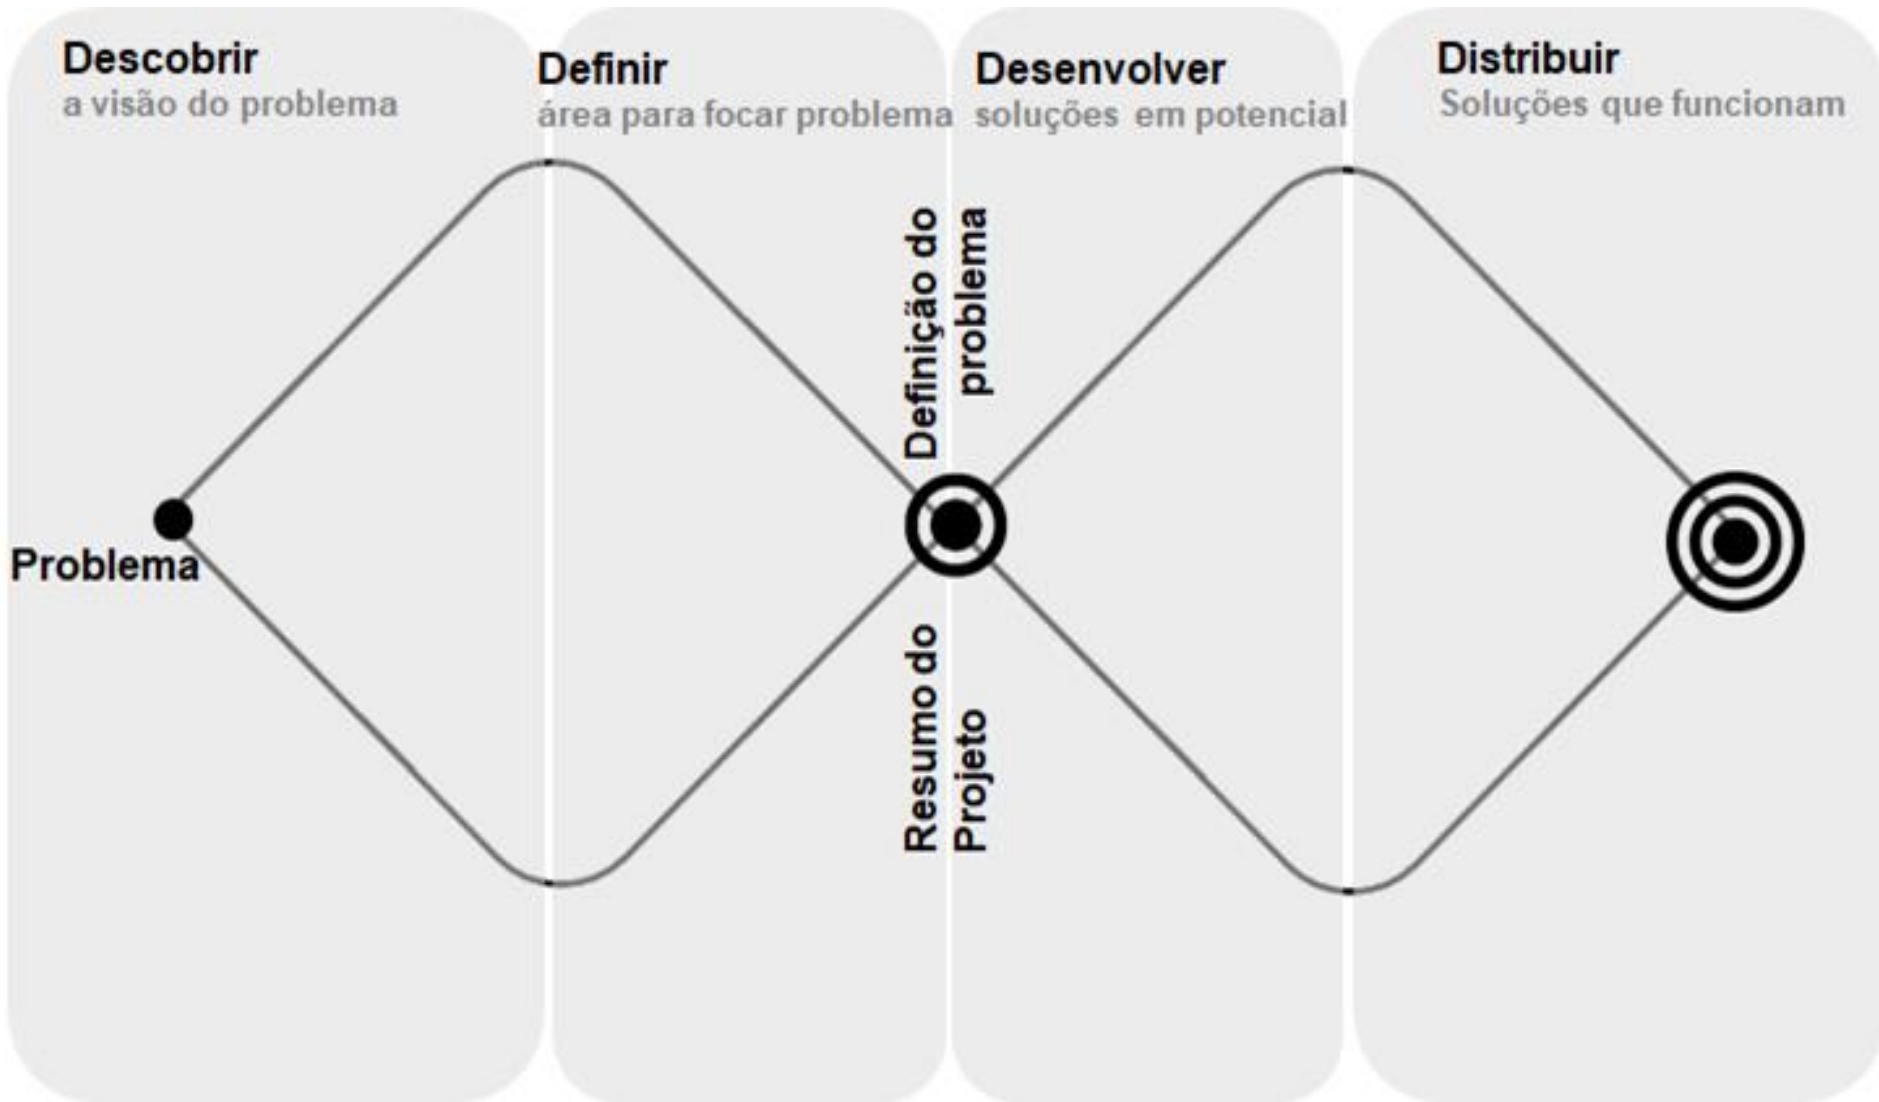 Descobrir
a visão do problema
Definir
área para focar problema
Desenvolver
soluções em potencial
Distribuir
Soluções que funcionam
Definição do
problema
Problema
Resumo do
Projeto